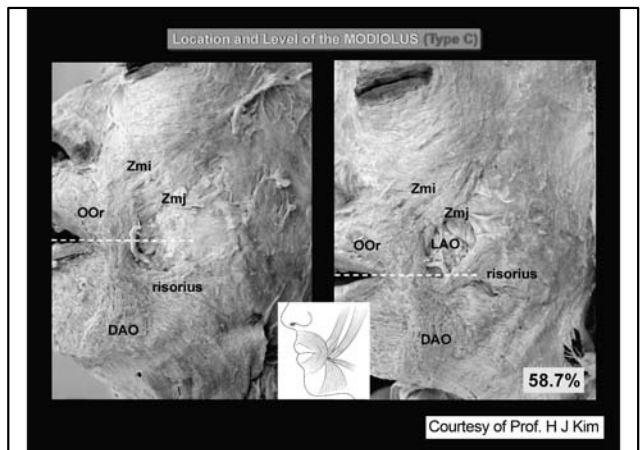 Location and Level of the MODIOLUS (Type C)
Zmi
Zmj
OOr
risorius
DAO
Zmi
Zmj
OOr
LAO
risorius
DAO
58.7%
Courtesy of Prof. H J Kim